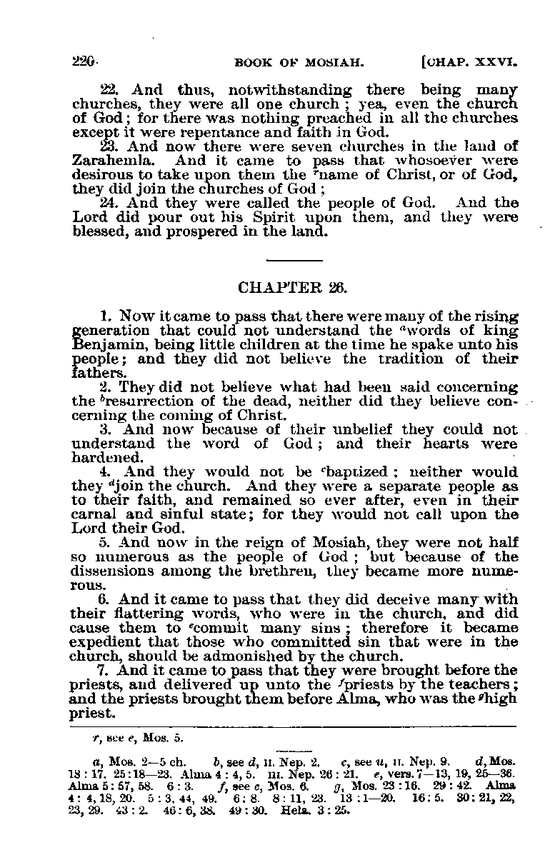 220. BOOK OF MOSIAH. [CHAP. XXVI.
22. And thus, notwithstanding there being many
churches, they were all one church ; yea, even the church
of God ; for there was nothing preached in all the churches
except it were repentance and faith in God.
23. And now there were seven churches in the land of
Zarahemla. And it came to pass that whosoever were
desirous to take upon them the rname of Christ, or of God,
they did join the churches of God ;
24. And they were called the people of God. And the
Lord did pour out his Spirit upon them, and they were
blessed, and prospered in the land.
CHAPTER 26.
1. Now it came to pass that there were many of the rising
generation that could not understand the awords of king
Benjamin, being little children at the time he spake unto his
people ; and they did not believe the tradition of their
fathers.
2. They did not believe what had been said concerning
the bresurrection of the dead, neither did they believe con-
cerning the coming of Christ.
3. And now because of their unbelief they could not
understand the word of God ; and their hearts were
hardened.
4. And they would not be cbaptized ; neither would
they djoin the church. And they were a separate people as
to their faith, and remained so ever after, even in their
carnal and sinful state; for they would not call upon the
Lord their God.
5. And now in the reign of Mosiah, they were not half
so numerous as the people of God ; but because of the
dissensions among the brethren, they became more nume-
rous.
6. And it came to pass that they did deceive many with
their flattering words, who were in the church, and did
cause them to ecommit many sins ; therefore it became
expedient that those who committed sin that were in the
church, should be admonished by the church.
7. And it came to pass that they were brought before the
priests, and delivered up unto the fpriests by the teachers ;
and the priests brought them before Alma, who was the ghigh
priest.
r, see e, Mos. 5.
a, Mos. 2—5 ch. b, see d, II. Nep. 2. c, see u, II. Nep. 9. d, Mos.
18 : 17. 25 :18—23. Alma 4 : 4, 5. III. Nep. 26 : 21. e, vers. 7—13, 19, 25—36.
Alma 5 : 57, 58. 6 : 3. f, see c, Mos. 6. g, Mos. 23 :16. 29 : 42. Alma
4 : 4, 18, 20. 5 : 3, 44, 49. 6 : 8. 8 : 11, 23. 13 :1—20. 16 : 5. 30 : 21, 22,
23, 29. 43 : 2. 46 : 6, 38. 49 : 30. Hela. 3 : 25.